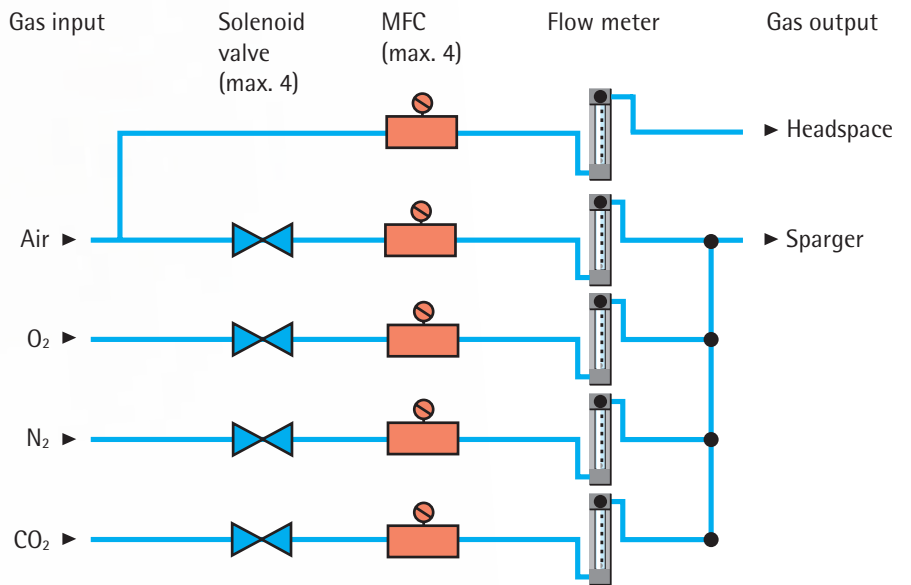 Gas input
Solenoid
valve
(max. 4)
MFC
(max. 4)
Flow meter
Gas output
► Headspace
Air ►
► Sparger
O₂ ►
N₂ ►
CO₂ ►